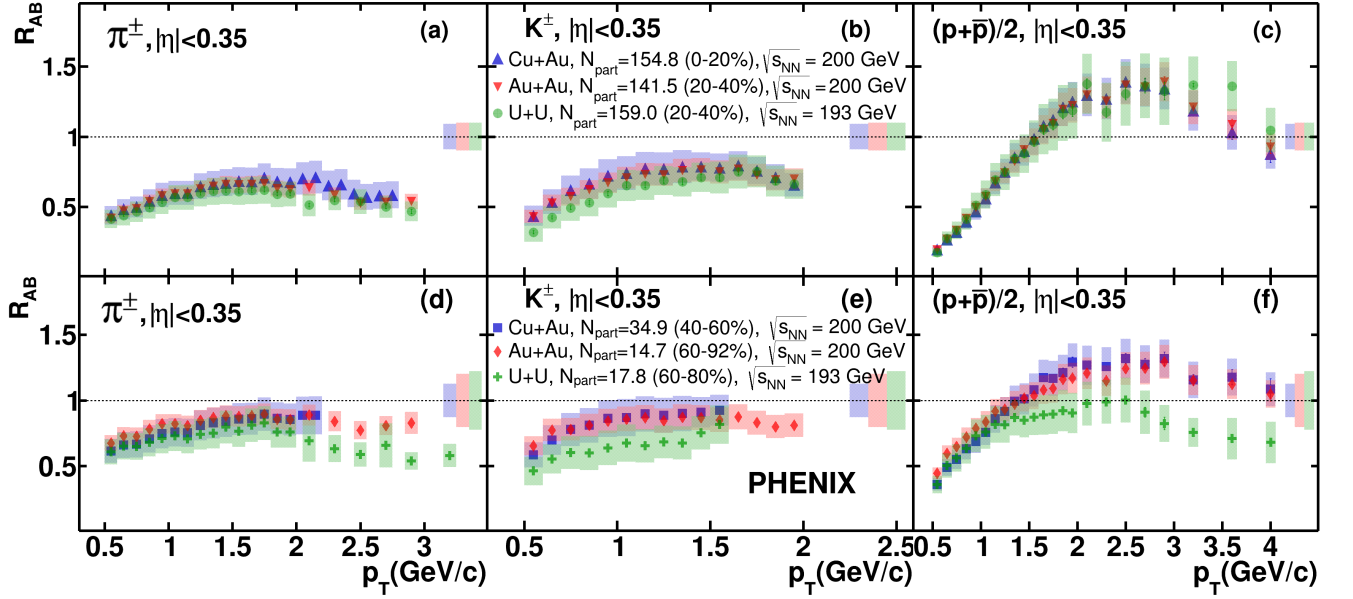 R_AB
π±, |η|<0.35 (a)
K±, |η|<0.35 (b)
(p+p̅)/2, |η|<0.35 (c)
Cu+Au, N_part=154.8 (0-20%), √s_NN = 200 GeV
Au+Au, N_part=141.5 (20-40%), √s_NN = 200 GeV
U+U, N_part=159.0 (20-40%), √s_NN = 193 GeV
1.5
1
0.5
R_AB
π±, |η|<0.35 (d)
K±, |η|<0.35 (e)
(p+p̅)/2, |η|<0.35 (f)
Cu+Au, N_part=34.9 (40-60%), √s_NN = 200 GeV
Au+Au, N_part=14.7 (60-92%), √s_NN = 200 GeV
U+U, N_part=17.8 (60-80%), √s_NN = 193 GeV
1.5
1
0.5
PHENIX
0.5 1 1.5 2 2.5 3
0.5 1 1.5 2 2.5
0.5 1 1.5 2 2.5 3 3.5 4
p_T(GeV/c) p_T(GeV/c) p_T(GeV/c)